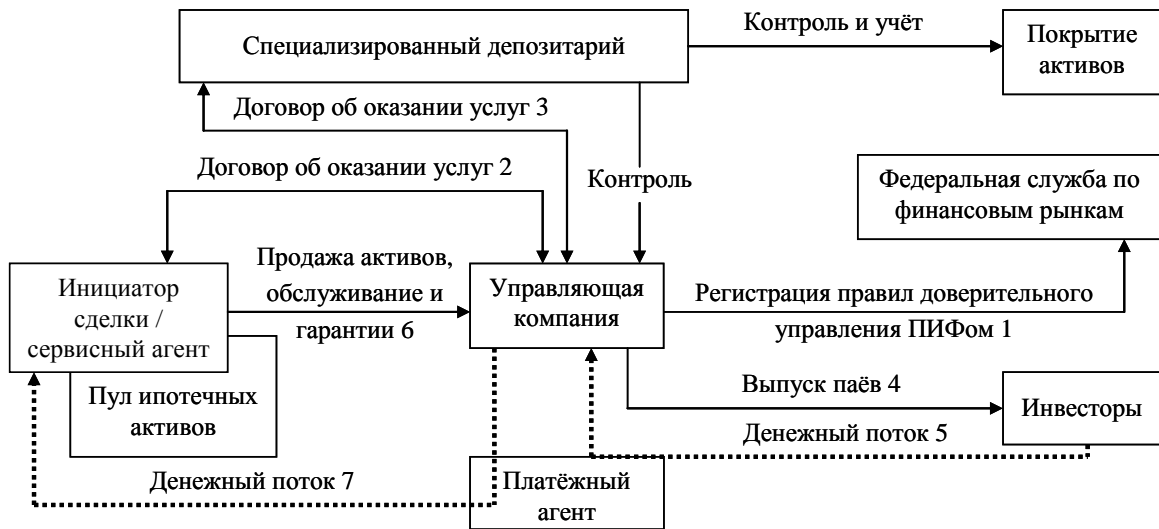 Специализированный депозитарий
Контроль и учёт
Покрытие
активов
Договор об оказании услуг 3
Договор об оказании услуг 2
Контроль
Федеральная служба по
финансовым рынкам
Инициатор
сделки /
сервисный агент
Продажа активов,
обслуживание и
гарантии 6
Управляющая
компания
Регистрация правил доверительного
управления ПИФом 1
Пул ипотечных
активов
Выпуск паёв 4
Инвесторы
Денежный поток 5
Денежный поток 7
Платёжный
агент